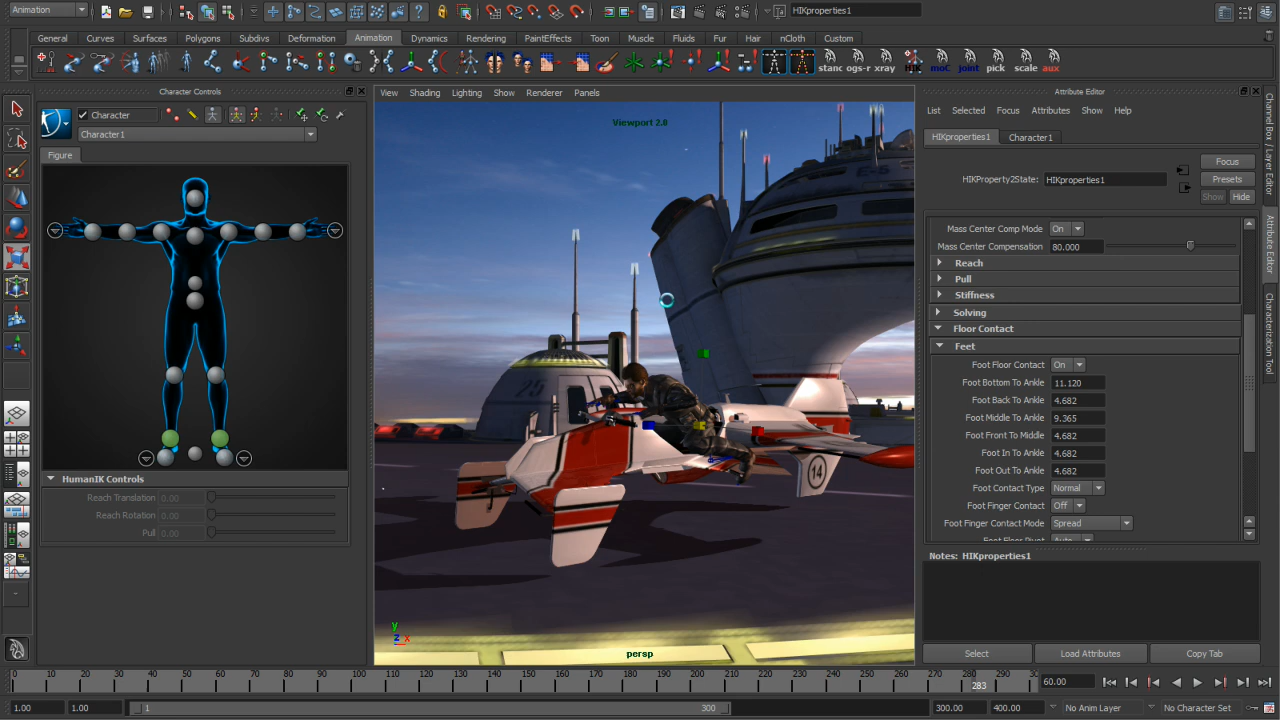 Animation
HIKproperties1
General Curves Surfaces Polygons Subdivs Deformation Animation Dynamics Rendering PaintEffects Toon Muscle Fluids Fur Hair nCloth Custom
stanc ogs-r xray HIK moC joint pick scale aux
Character Controls
Character
Character1
Figure
HumanIK Controls
Reach Translation 0.00
Reach Rotation 0.00
Pull 0.00
View Shading Lighting Show Renderer Panels
Viewport 2.0
E-5
25
14
y
z x
persp
Attribute Editor
List Selected Focus Attributes Show Help
HIKproperties1 Character1
Focus
HIKProperty2State: HIKproperties1 Presets
Show Hide
Mass Center Comp Mode On
Mass Center Compensation 80.000
Reach
Pull
Stiffness
Solving
Floor Contact
Feet
Foot Floor Contact On
Foot Bottom To Ankle 11.120
Foot Back To Ankle 4.682
Foot Middle To Ankle 9.365
Foot Front To Middle 4.682
Foot In To Ankle 4.682
Foot Out To Ankle 4.682
Foot Contact Type Normal
Foot Finger Contact Off
Foot Finger Contact Mode Spread
Foot Floor Pivot Auto
Notes: HIKproperties1
Select Load Attributes Copy Tab
Channel Box / Layer Editor
Attribute Editor
Characterization Tool
0 10 20 30 40 50 60 70 80 90 100 110 120 130 140 150 160 170 180 190 200 210 220 230 240 250 260 270 280 290 30
283
60.00
1.00 1.00 1 300 300.00 400.00 No Anim Layer No Character Set